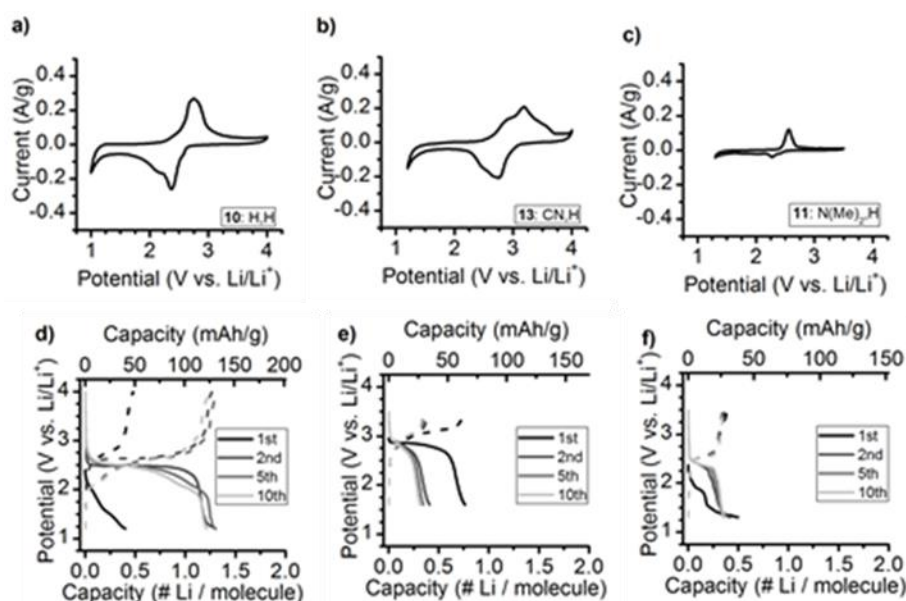 a)
Current (A/g)
0.4
0.2
0.0
-0.2
-0.4
10: H,H
1 2 3 4
Potential (V vs. Li/Li⁺)
b)
Current (A/g)
0.4
0.2
0.0
-0.2
-0.4
13: CN,H
1 2 3 4
Potential (V vs. Li/Li⁺)
c)
Current (A/g)
0.4
0.2
0.0
-0.2
-0.4
11: N(Me)₂,H
1 2 3 4
Potential (V vs. Li/Li⁺)
d)
Capacity (mAh/g)
0 50 100 150 200
Potential (V vs. Li/Li⁺)
4
3
2
1
1st
2nd
5th
10th
0.0 0.5 1.0 1.5 2.0
Capacity (# Li / molecule)
e)
Capacity (mAh/g)
0 50 100 150
Potential (V vs. Li/Li⁺)
4
3
2
1
1st
2nd
5th
10th
0.0 0.5 1.0 1.5 2.0
Capacity (# Li / molecule)
f)
Capacity (mAh/g)
0 50 100 150
Potential (V vs. Li/Li⁺)
4
3
2
1
1st
2nd
5th
10th
0.0 0.5 1.0 1.5 2.0
Capacity (# Li / molecule)